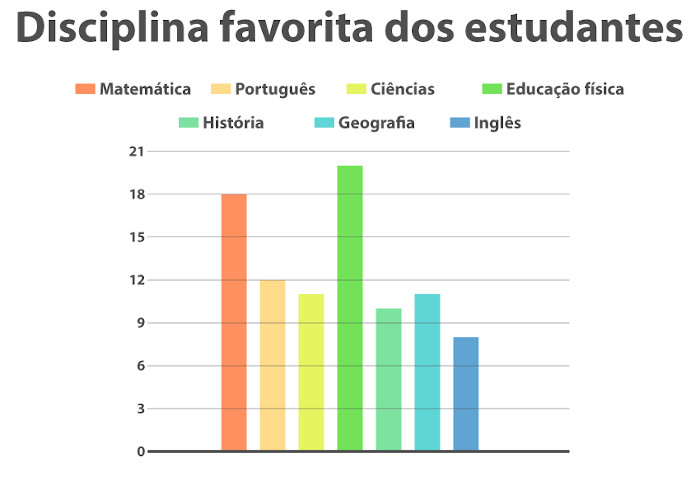 Disciplina favorita dos estudantes
Matemática Português Ciências Educação física
História Geografia Inglês
21
18
15
12
9
6
3
0